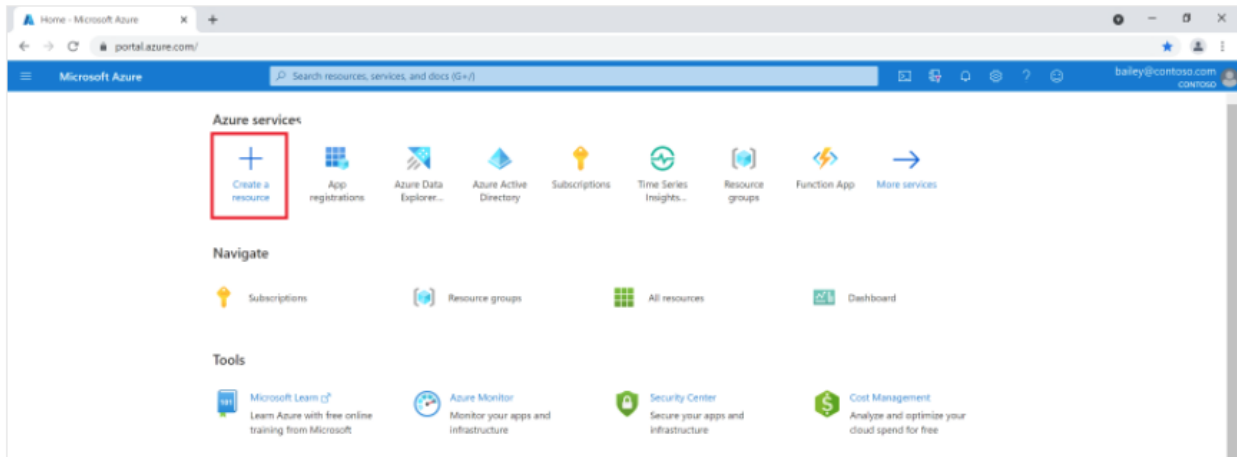 Home - Microsoft Azure
portal.azure.com/
Microsoft Azure
Search resources, services, and docs (G+/)
bailey@contoso.com
CONTOSO
Azure services
Create a resource
App registrations
Azure Data Explorer...
Azure Active Directory
Subscriptions
Time Series Insights...
Resource groups
Function App
More services
Navigate
Subscriptions
Resource groups
All resources
Dashboard
Tools
101
Microsoft Learn
Learn Azure with free online
training from Microsoft
Azure Monitor
Monitor your apps and
infrastructure
Security Center
Secure your apps and
infrastructure
Cost Management
Analyze and optimize your
cloud spend for free